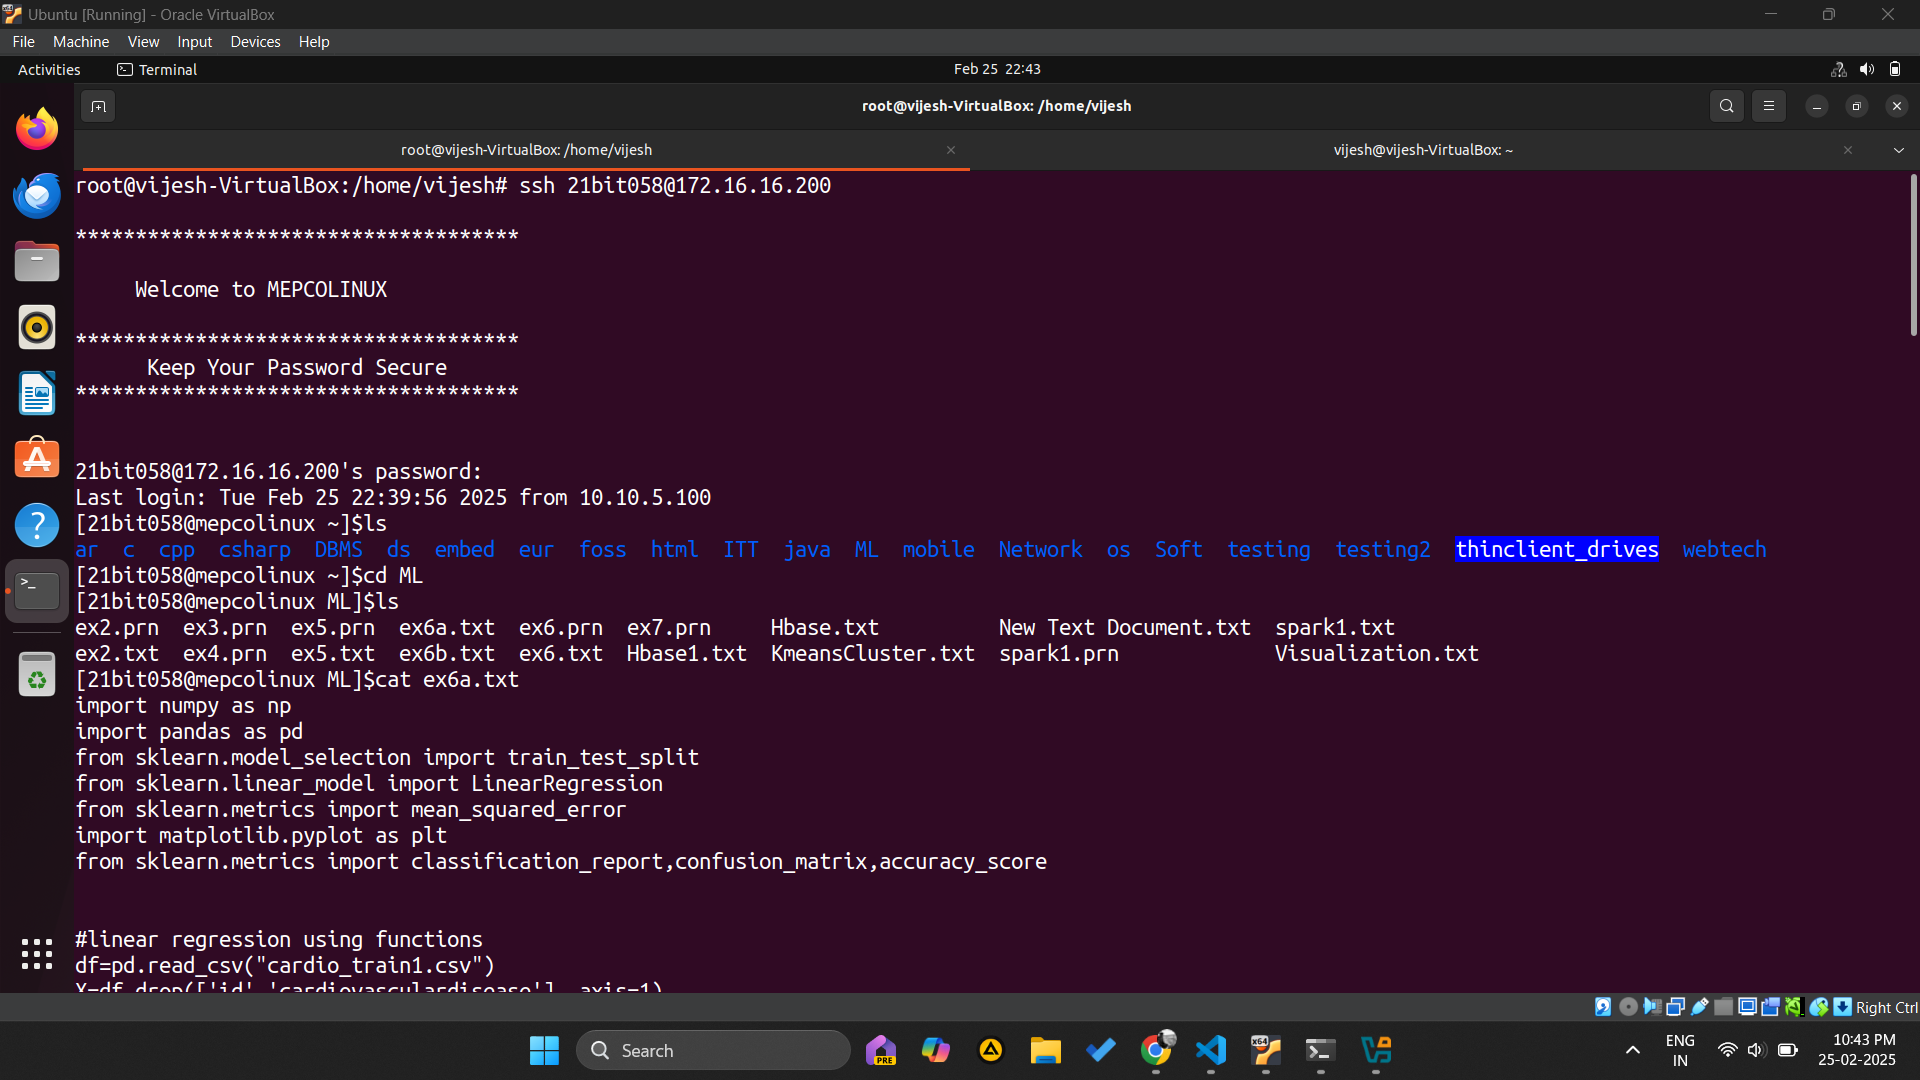 Ubuntu [Running] - Oracle VirtualBox
File Machine View Input Devices Help
Activities Terminal Feb 25 22:43
root@vijesh-VirtualBox: /home/vijesh
root@vijesh-VirtualBox: /home/vijesh vijesh@vijesh-VirtualBox: ~
root@vijesh-VirtualBox:/home/vijesh# ssh 21bit058@172.16.16.200
*************************************
Welcome to MEPCOLINUX
*************************************
Keep Your Password Secure
*************************************
21bit058@172.16.16.200's password:
Last login: Tue Feb 25 22:39:56 2025 from 10.10.5.100
[21bit058@mepcolinux ~]$ls
ar c cpp csharp DBMS ds embed eur foss html ITT java ML mobile Network os Soft testing testing2 thinclient_drives webtech
[21bit058@mepcolinux ~]$cd ML
[21bit058@mepcolinux ML]$ls
ex2.prn ex3.prn ex5.prn ex6a.txt ex6.prn ex7.prn Hbase.txt New Text Document.txt spark1.txt
ex2.txt ex4.prn ex5.txt ex6b.txt ex6.txt Hbase1.txt KmeansCluster.txt spark1.prn Visualization.txt
[21bit058@mepcolinux ML]$cat ex6a.txt
import numpy as np
import pandas as pd
from sklearn.model_selection import train_test_split
from sklearn.linear_model import LinearRegression
from sklearn.metrics import mean_squared_error
import matplotlib.pyplot as plt
from sklearn.metrics import classification_report,confusion_matrix,accuracy_score
#linear regression using functions
df=pd.read_csv("cardio_train1.csv")
X=df.drop(['id','cardiovasculardisease'], axis=1)
Right Ctrl
Search
PRE
x64
ENG
IN
10:43 PM
25-02-2025